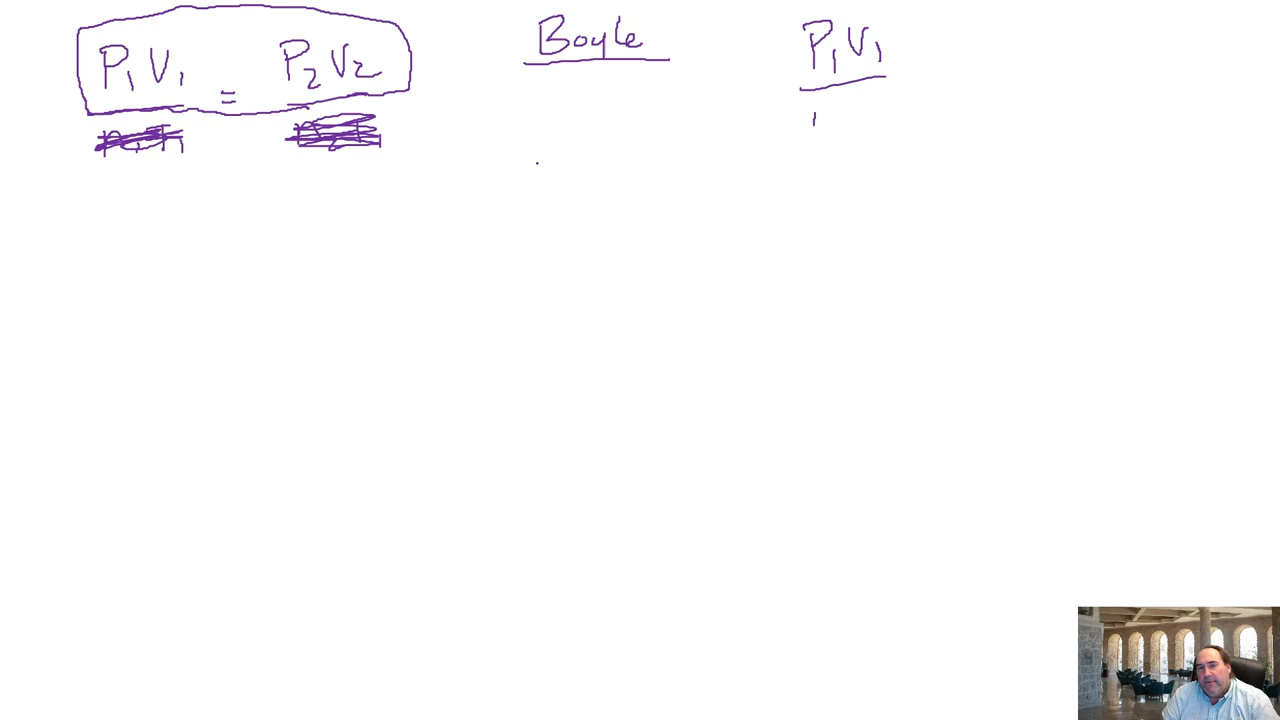 P₁V₁ = P₂V₂
Boyle
P₁V₁